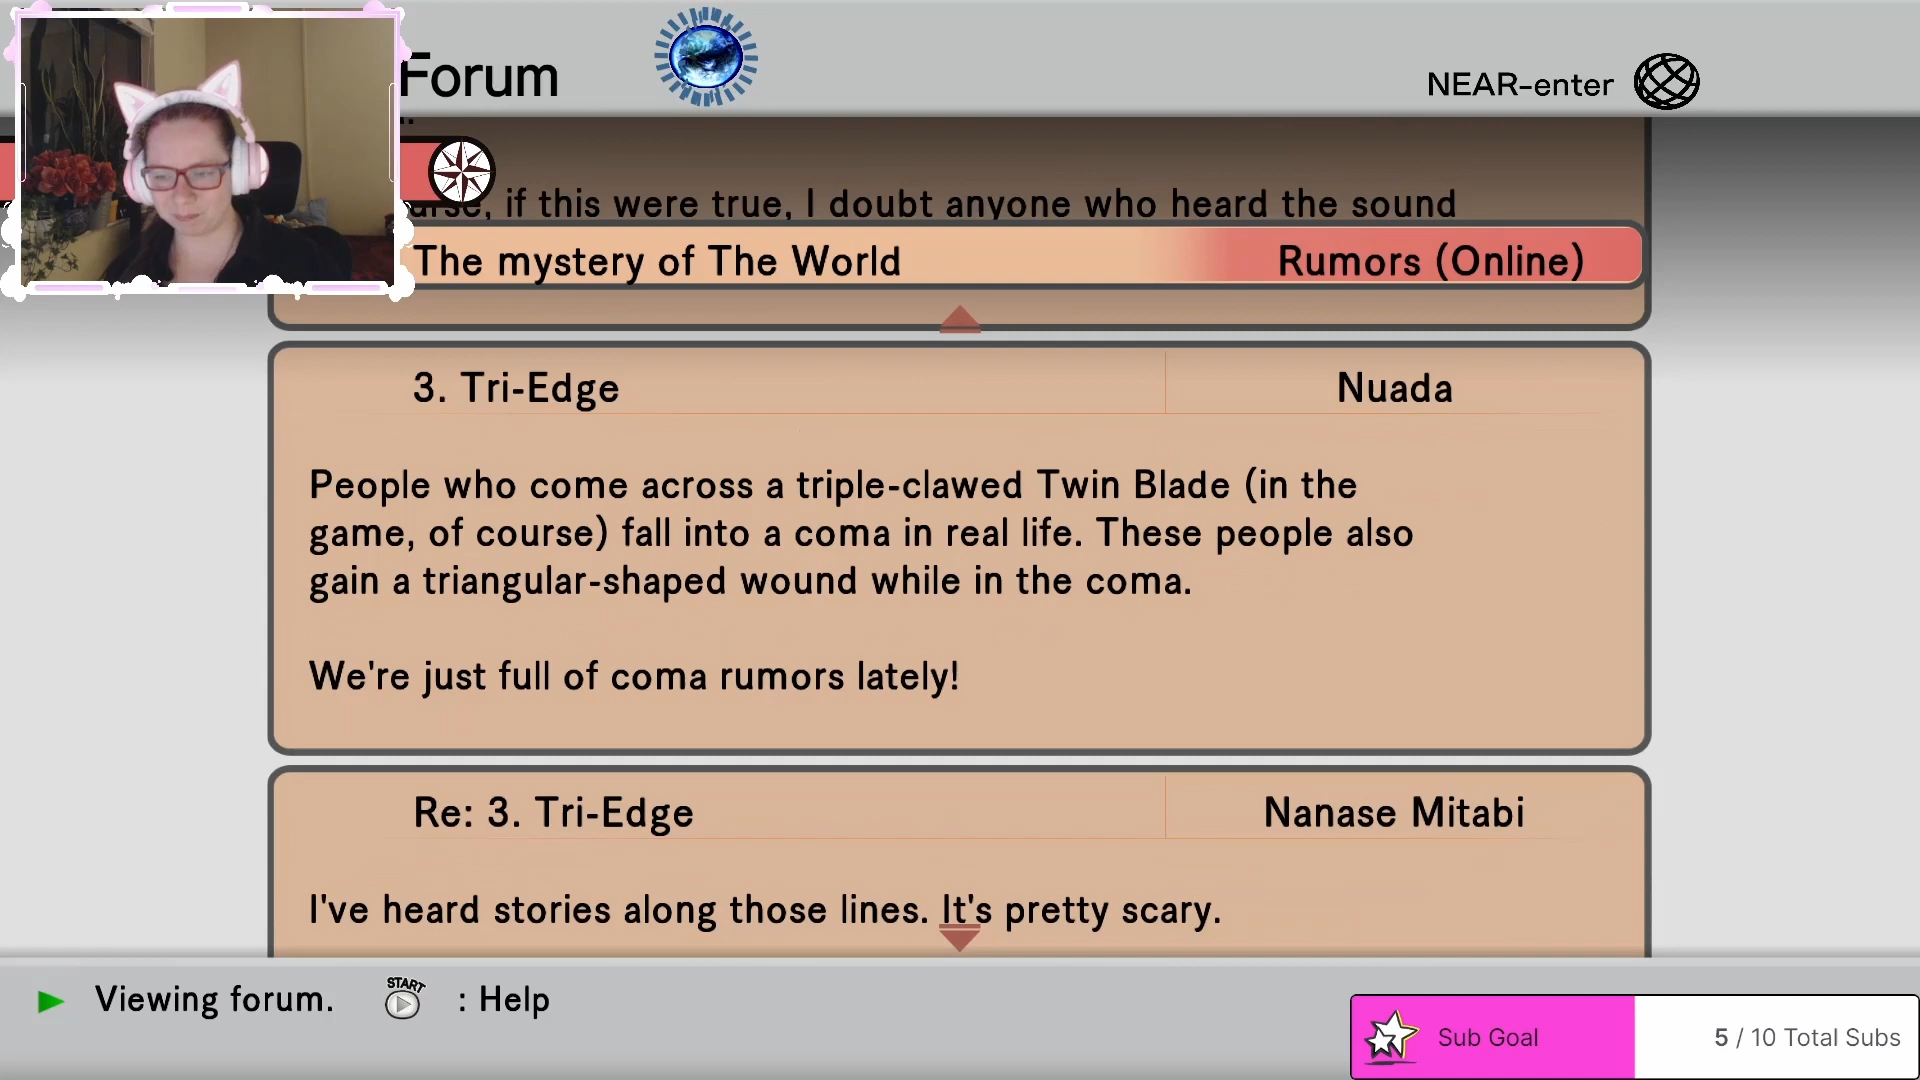 Forum
NEAR-enter
if this were true, I doubt anyone who heard the sound
The mystery of The World
Rumors (Online)
3. Tri-Edge
Nuada
People who come across a triple-clawed Twin Blade (in the
game, of course) fall into a coma in real life. These people also
gain a triangular-shaped wound while in the coma.
We're just full of coma rumors lately!
Re: 3. Tri-Edge
Nanase Mitabi
I've heard stories along those lines. It's pretty scary.
Viewing forum.
START
: Help
Sub Goal
5 / 10 Total Subs